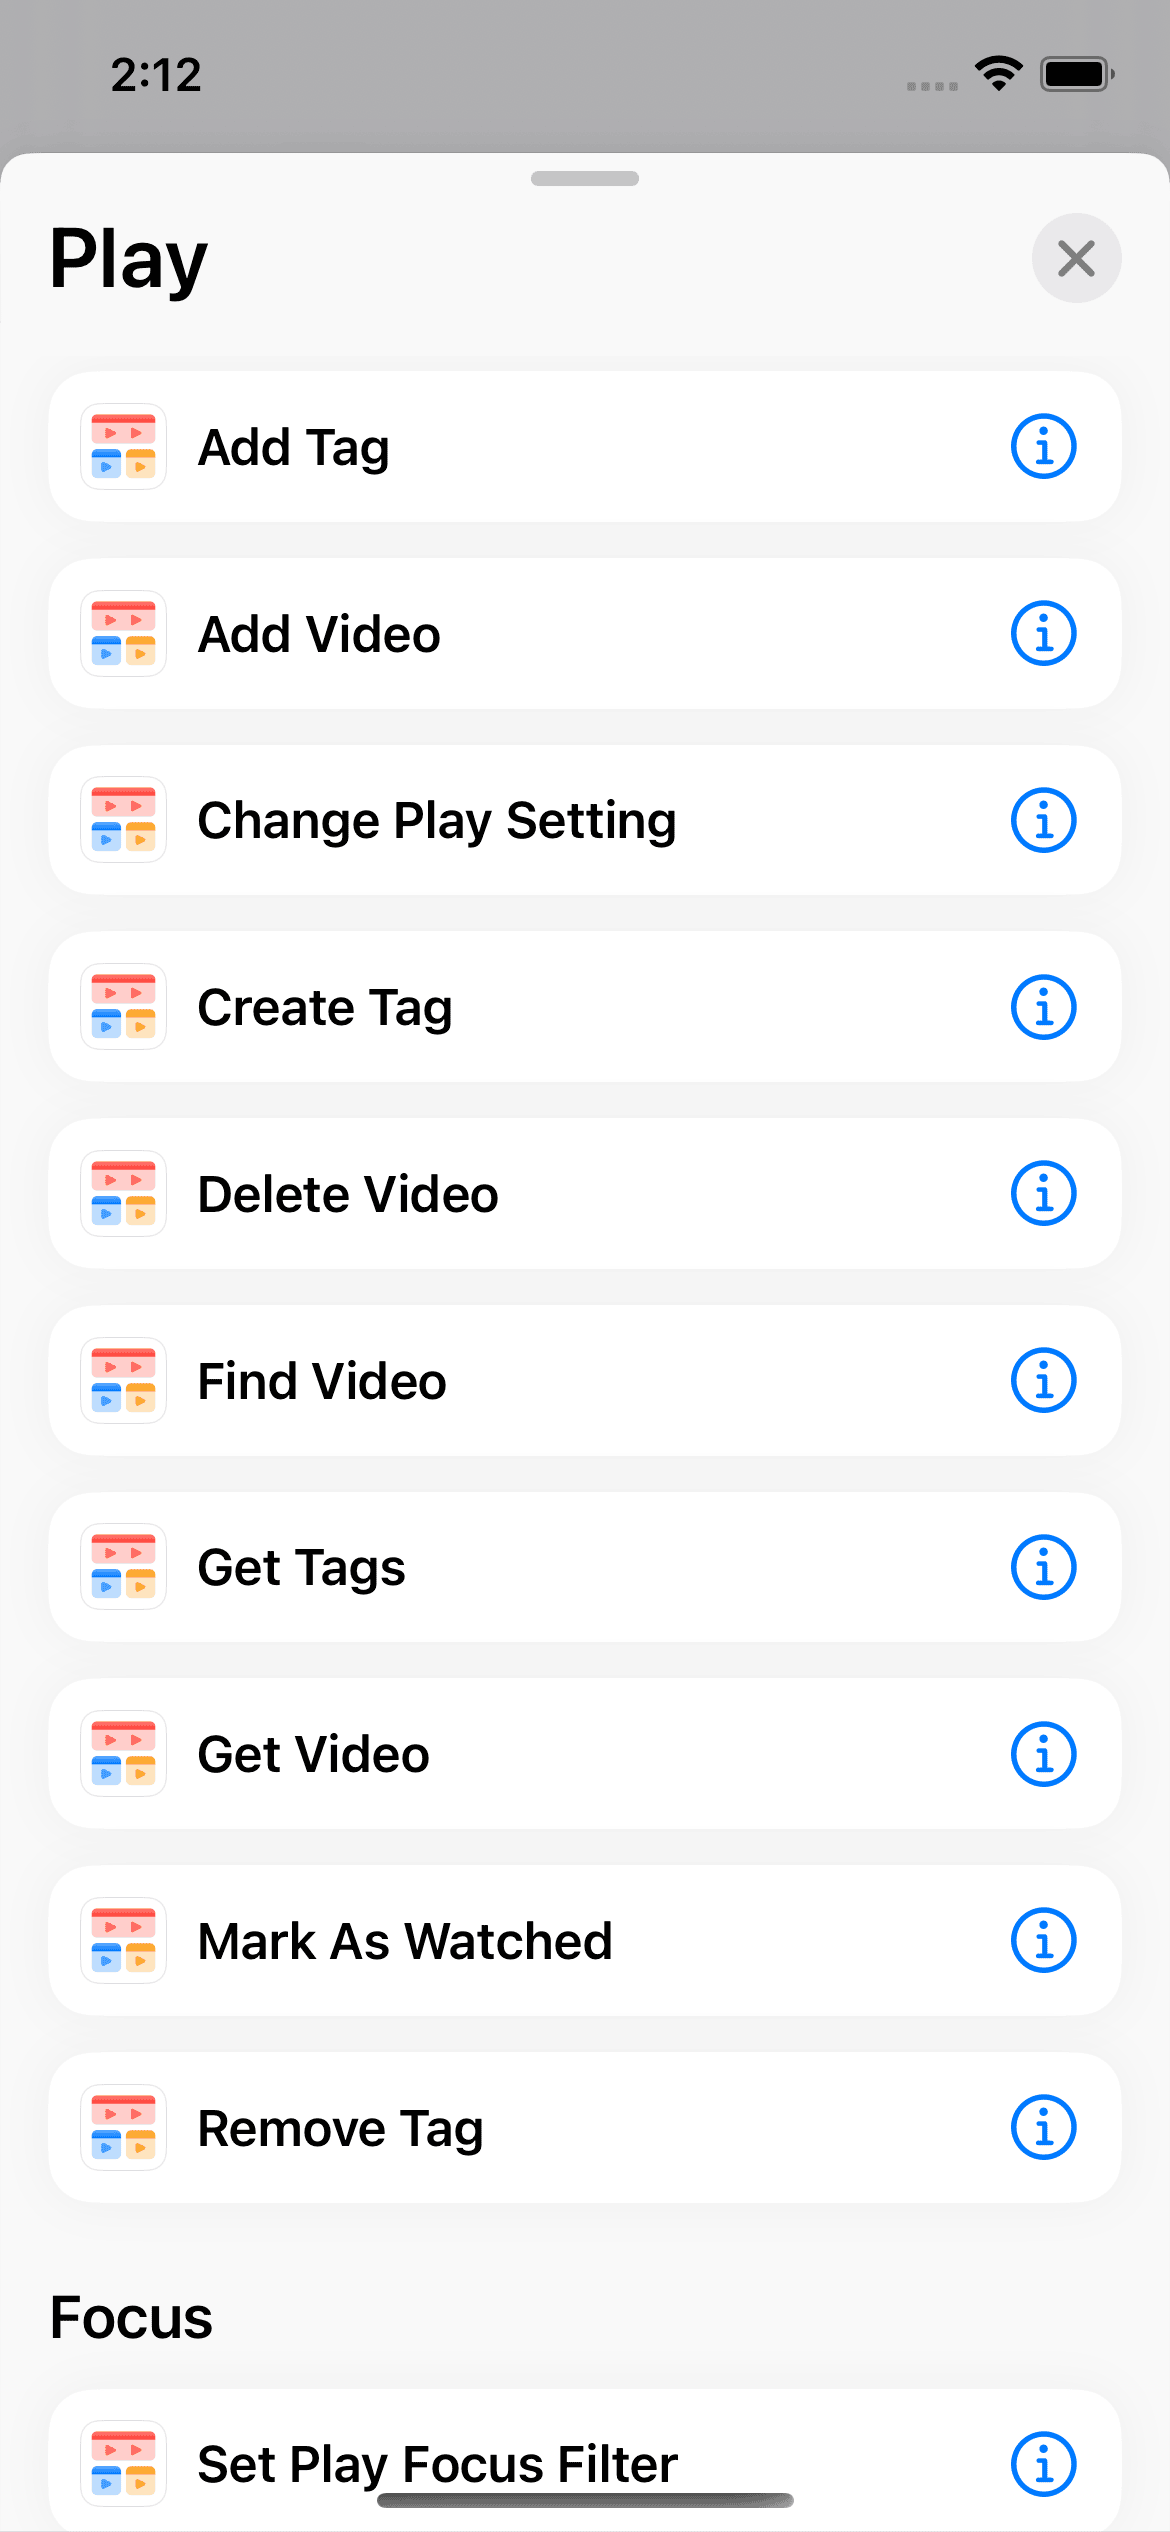 2:12
Play
Add Tag
Add Video
Change Play Setting
Create Tag
Delete Video
Find Video
Get Tags
Get Video
Mark As Watched
Remove Tag
Focus
Set Play Focus Filter